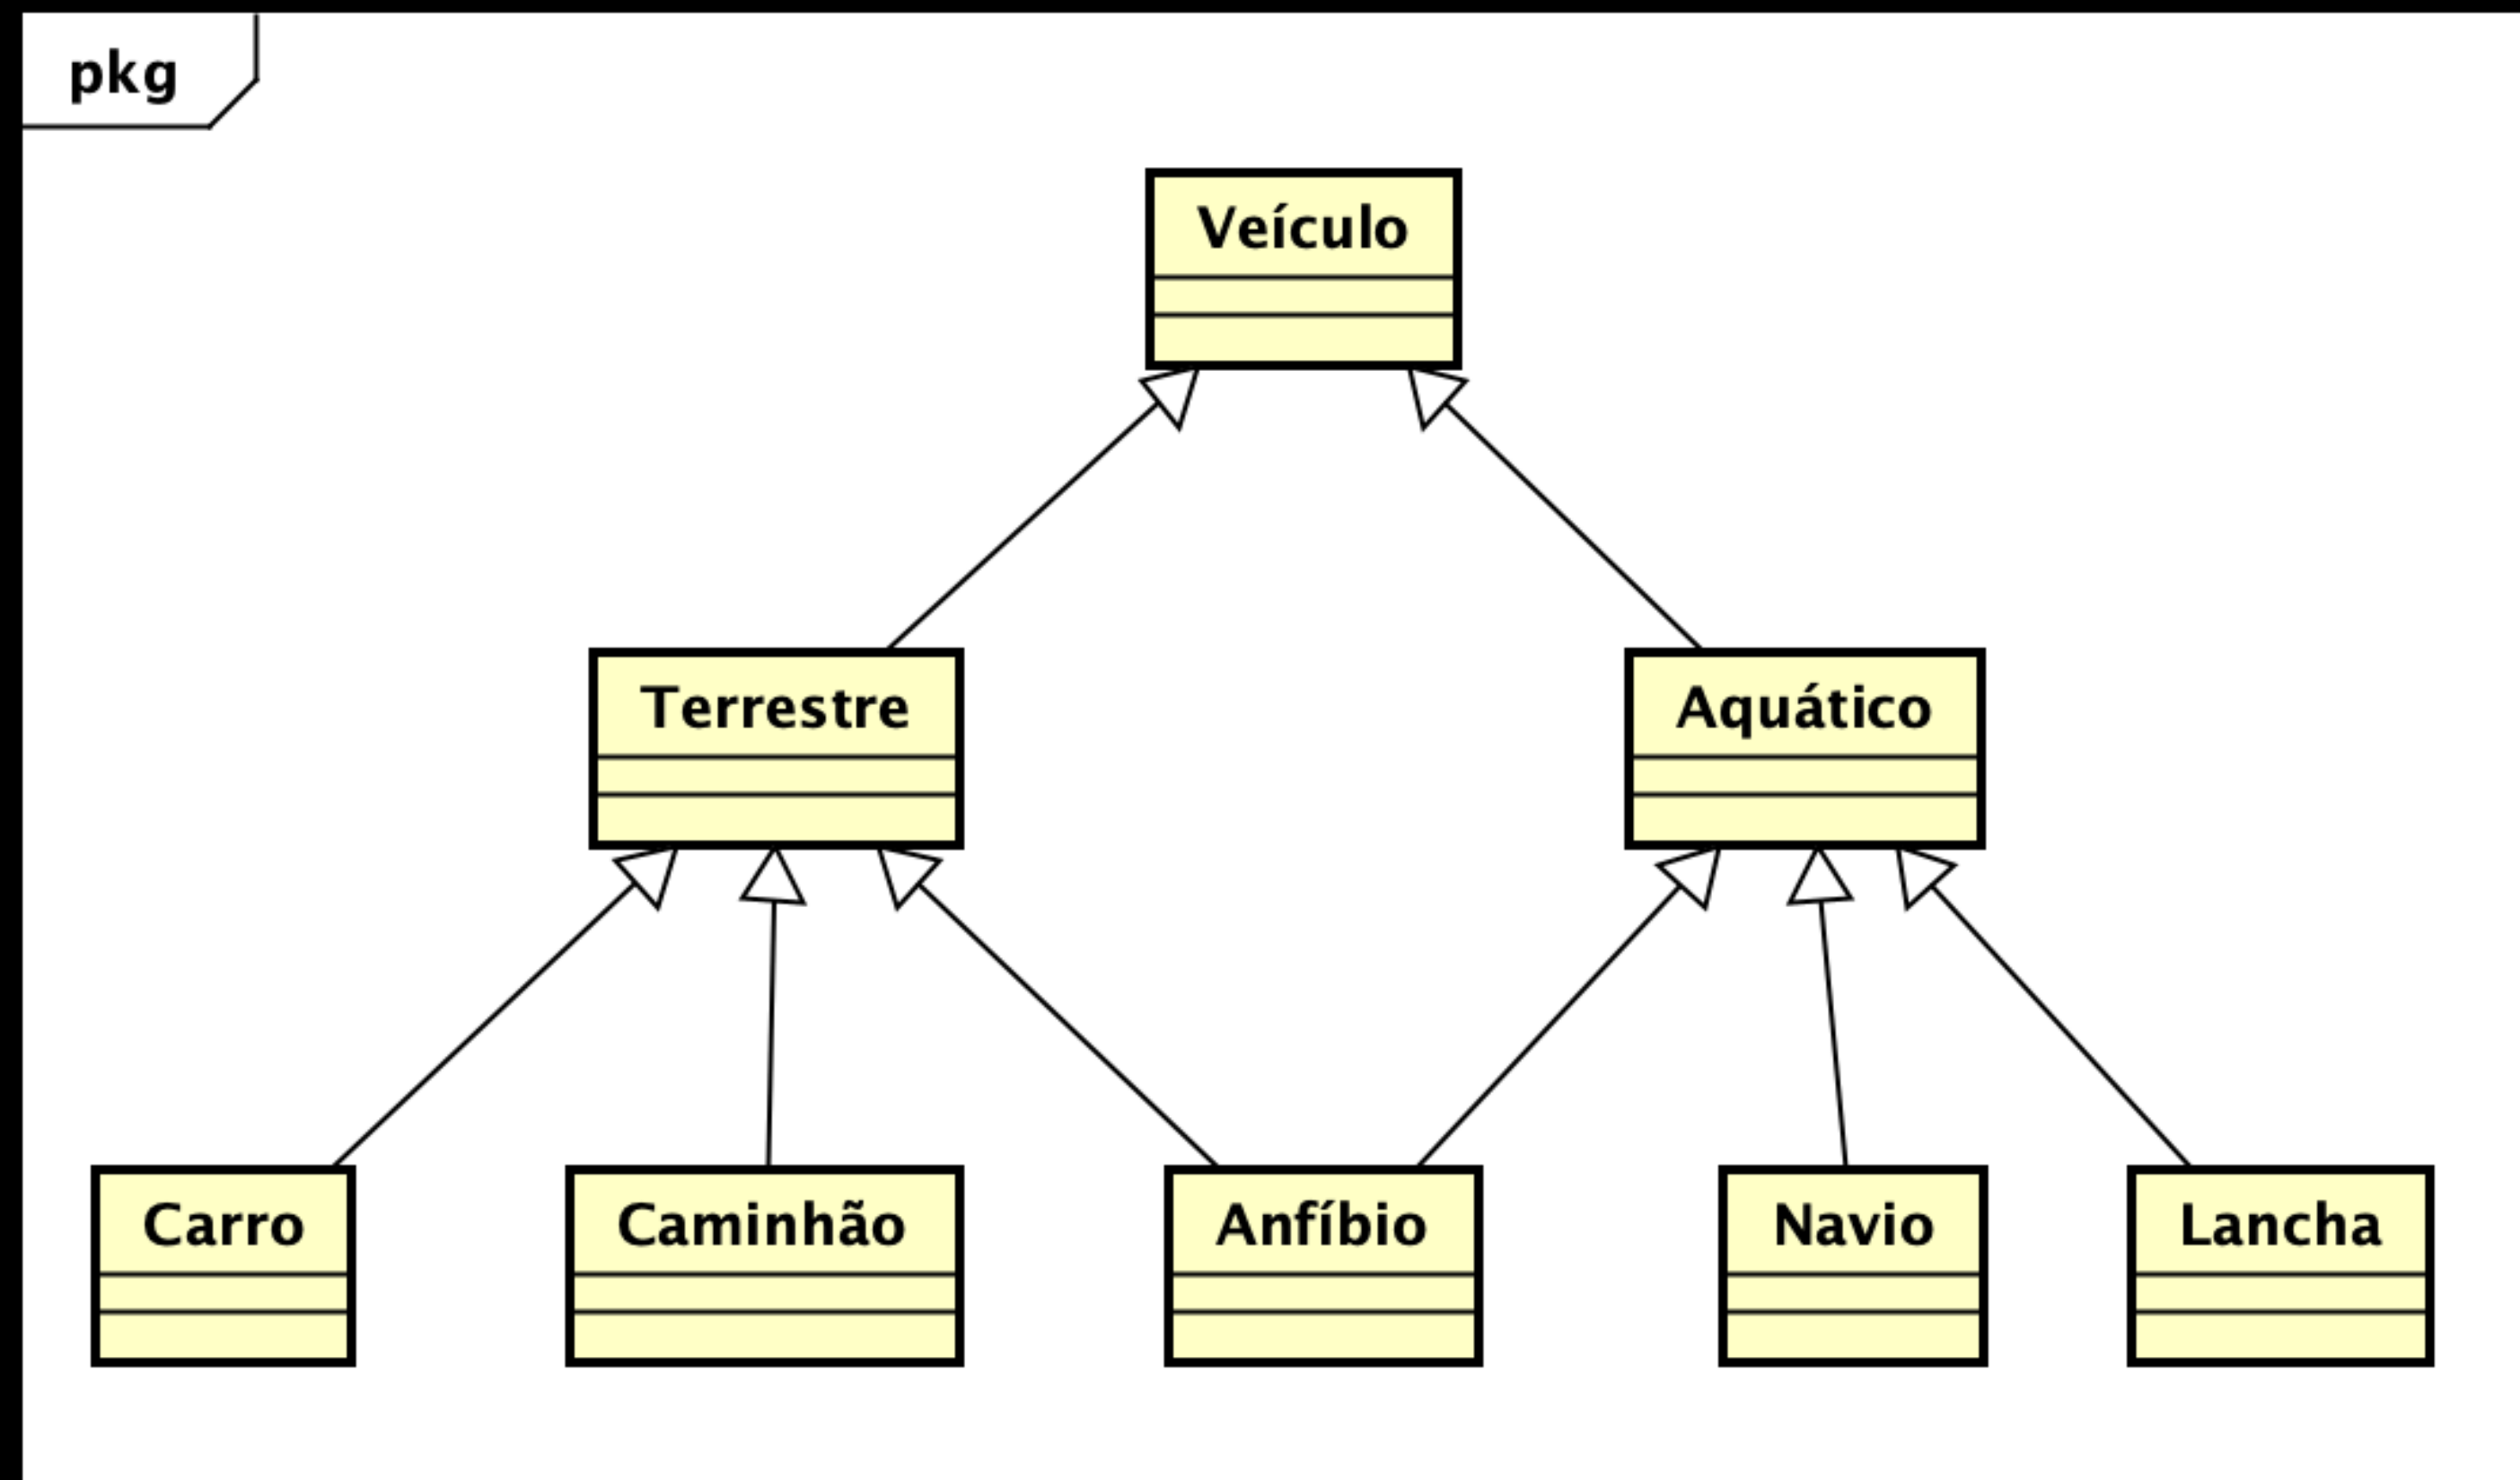 pkg
Veículo
Terrestre
Aquático
Carro
Caminhão
Anfíbio
Navio
Lancha